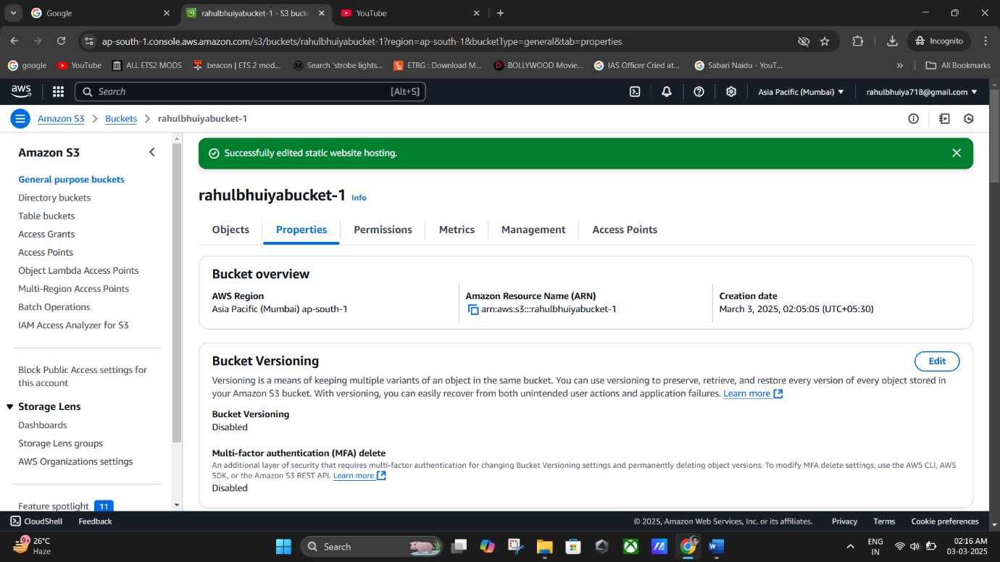 Google
rahulbhuiyabucket-1 - S3 bucke
YouTube
ap-south-1.console.aws.amazon.com/s3/buckets/rahulbhuiyabucket-1?region=ap-south-1&bucketType=general&tab=properties
Incognito
google
YouTube
ALL ETS2 MODS
beacon | ETS 2 mod...
Search 'strobe lights...
ETRG : Download M...
BOLLYWOOD Movie...
IAS Officer Cried at...
Sabari Naidu - YouT...
All Bookmarks
aws
Search
[Alt+S]
Asia Pacific (Mumbai)
rahulbhuiya718@gmail.com
Amazon S3
Buckets
rahulbhuiyabucket-1
Amazon S3
General purpose buckets
Directory buckets
Table buckets
Access Grants
Access Points
Object Lambda Access Points
Multi-Region Access Points
Batch Operations
IAM Access Analyzer for S3
Block Public Access settings for
this account
Storage Lens
Dashboards
Storage Lens groups
AWS Organizations settings
Feature spotlight 11
Successfully edited static website hosting.
rahulbhuiyabucket-1 Info
Objects
Properties
Permissions
Metrics
Management
Access Points
Bucket overview
AWS Region
Asia Pacific (Mumbai) ap-south-1
Amazon Resource Name (ARN)
arn:aws:s3:::rahulbhuiyabucket-1
Creation date
March 3, 2025, 02:05:05 (UTC+05:30)
Bucket Versioning
Edit
Versioning is a means of keeping multiple variants of an object in the same bucket. You can use versioning to preserve, retrieve, and restore every version of every object stored in
your Amazon S3 bucket. With versioning, you can easily recover from both unintended user actions and application failures. Learn more
Bucket Versioning
Disabled
Multi-factor authentication (MFA) delete
An additional layer of security that requires multi-factor authentication for changing Bucket Versioning settings and permanently deleting object versions. To modify MFA delete settings, use the AWS CLI, AWS
SDK, or the Amazon S3 REST API. Learn more
Disabled
CloudShell
Feedback
© 2025, Amazon Web Services, Inc. or its affiliates.
Privacy
Terms
Cookie preferences
9+
26°C
Haze
Search
ENG
IN
02:16 AM
03-03-2025